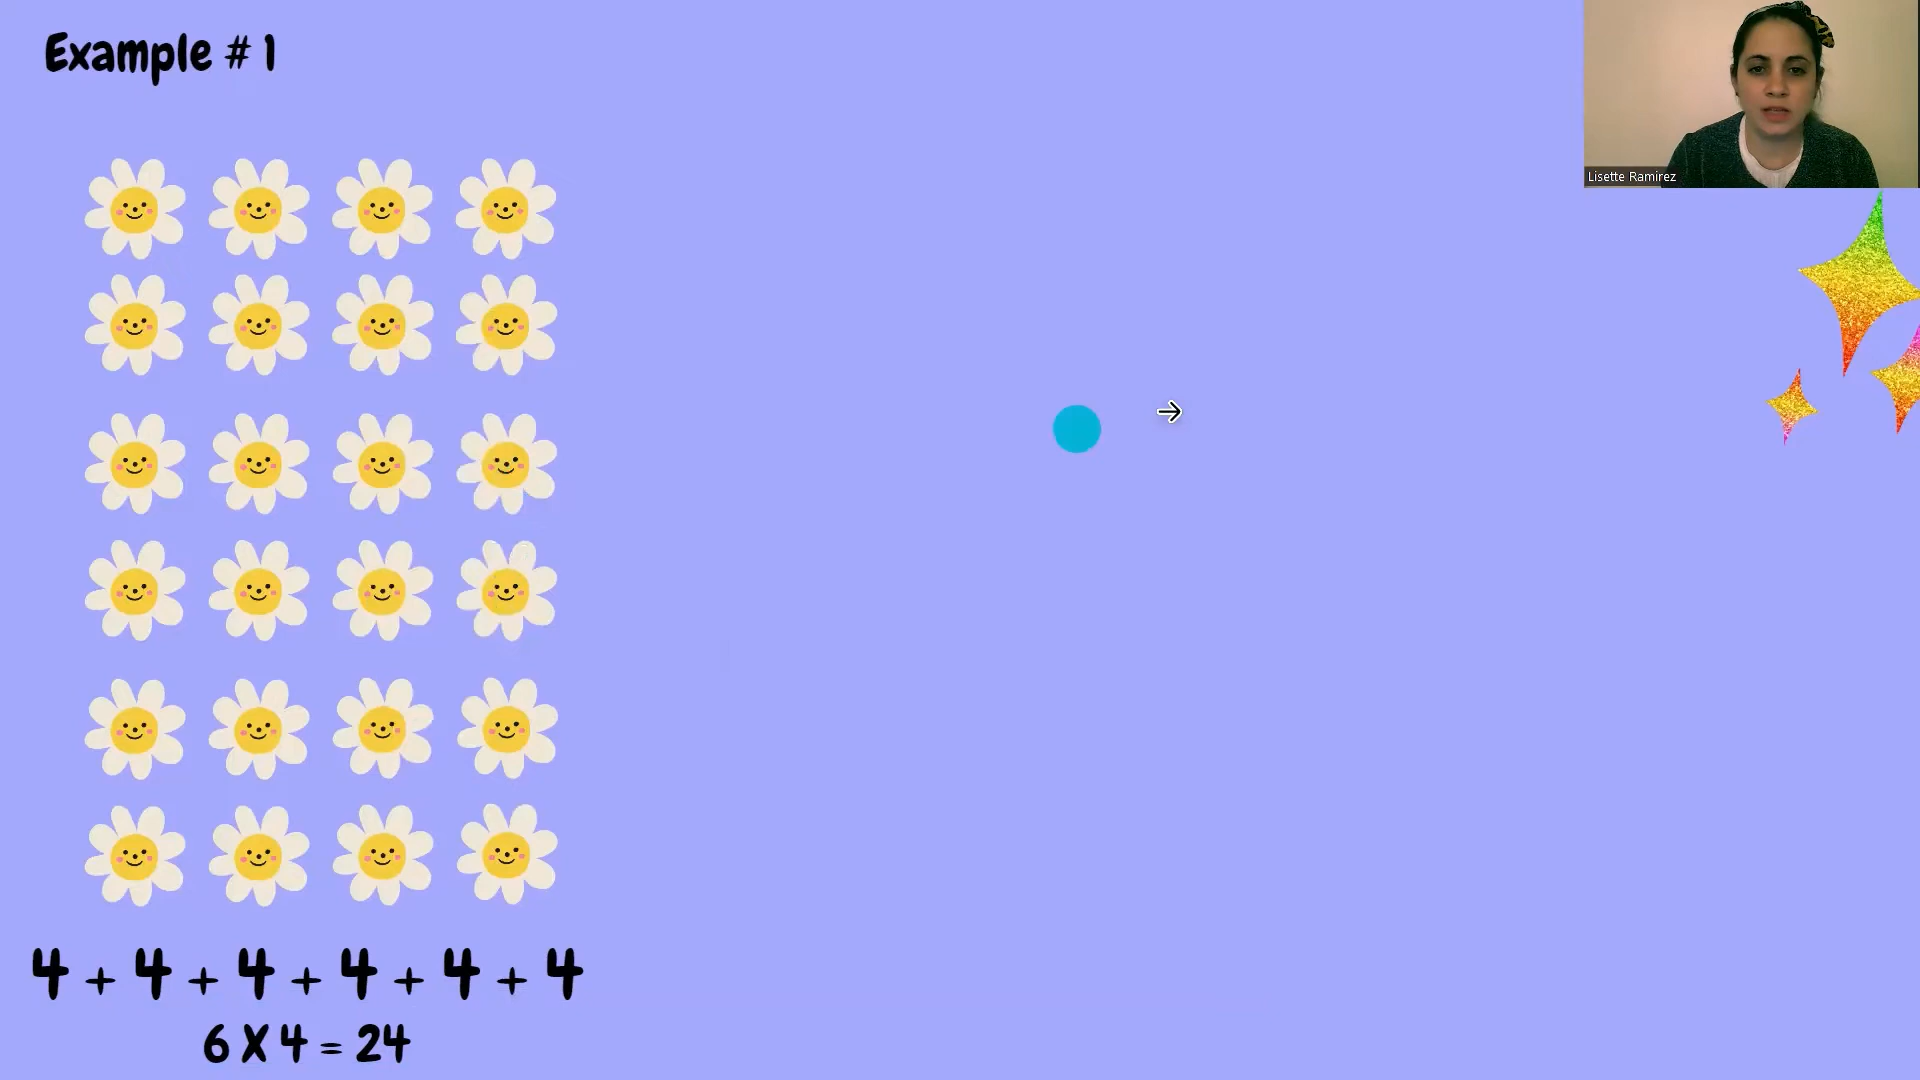 Example # 1
Lisette Ramirez
4 + 4 + 4 + 4 + 4 + 4
6 X 4 = 24